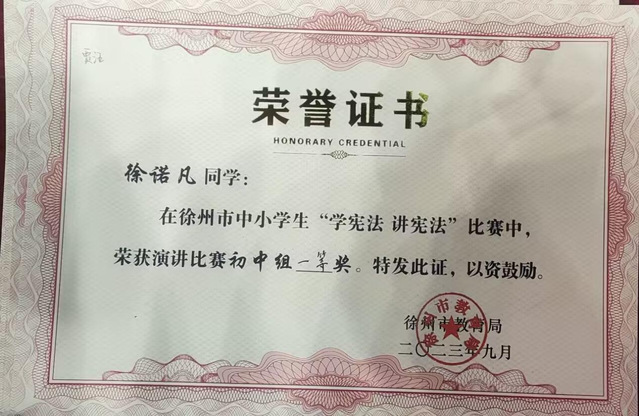 荣誉证书
HONORARY CREDENTIAL
徐诺凡 同学：
在徐州市中小学生“学宪法 讲宪法”比赛中，
荣获演讲比赛初中组一等奖。特发此证，以资鼓励。
徐州市教育局
二〇二三年九月